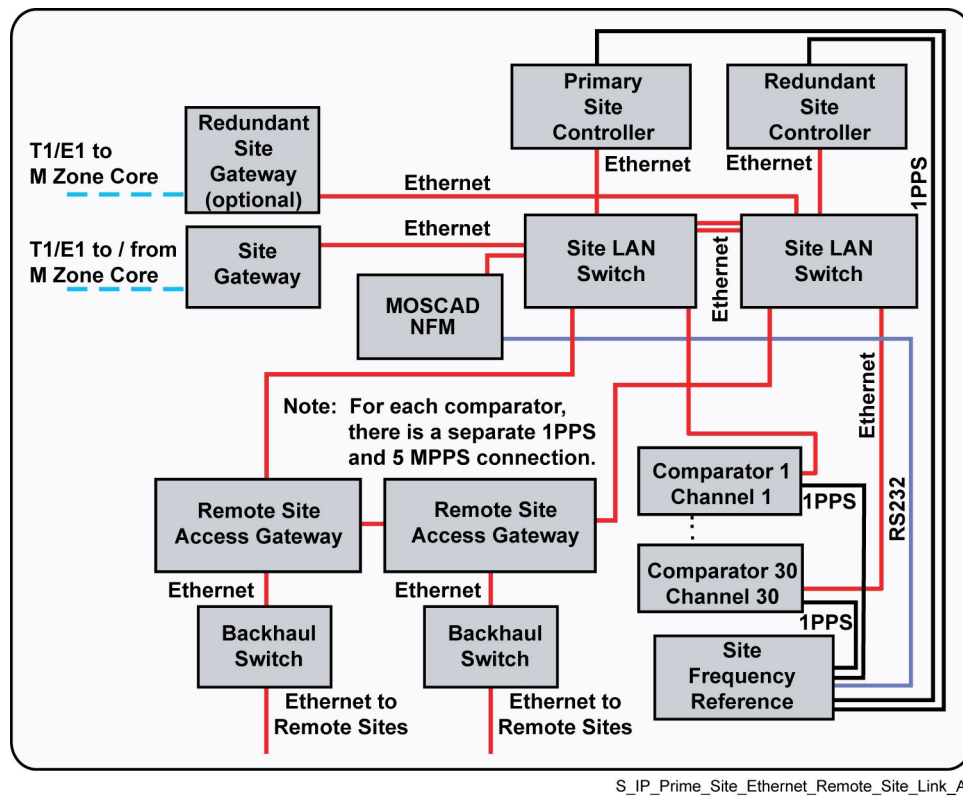 Primary
Site
Controller
Redundant
Site
Controller
Redundant
Site
Gateway
(optional)
T1/E1 to
M Zone Core
Ethernet
Ethernet
Ethernet
1PPS
T1/E1 to / from
M Zone Core
Site
Gateway
Ethernet
Site LAN
Switch
Ethernet
Site LAN
Switch
MOSCAD
NFM
Ethernet
Note: For each comparator,
there is a separate 1PPS
and 5 MPPS connection.
Comparator 1
Channel 1
1PPS
RS232
Remote Site
Access Gateway
Remote Site
Access Gateway
Comparator 30
Channel 30
1PPS
Ethernet
Ethernet
Backhaul
Switch
Backhaul
Switch
Site
Frequency
Reference
Ethernet to
Remote Sites
Ethernet to
Remote Sites
S_IP_Prime_Site_Ethernet_Remote_Site_Link_A